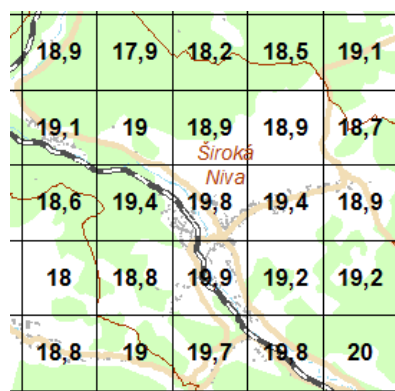 18,9 17,9 18,2 18,5 19,1
19,1 19 18,9 18,9 18,7
Široká
Niva
18,6 19,4 19,8 19,4 18,9
18 18,8 19,9 19,2 19,2
18,8 19 19,7 19,8 20